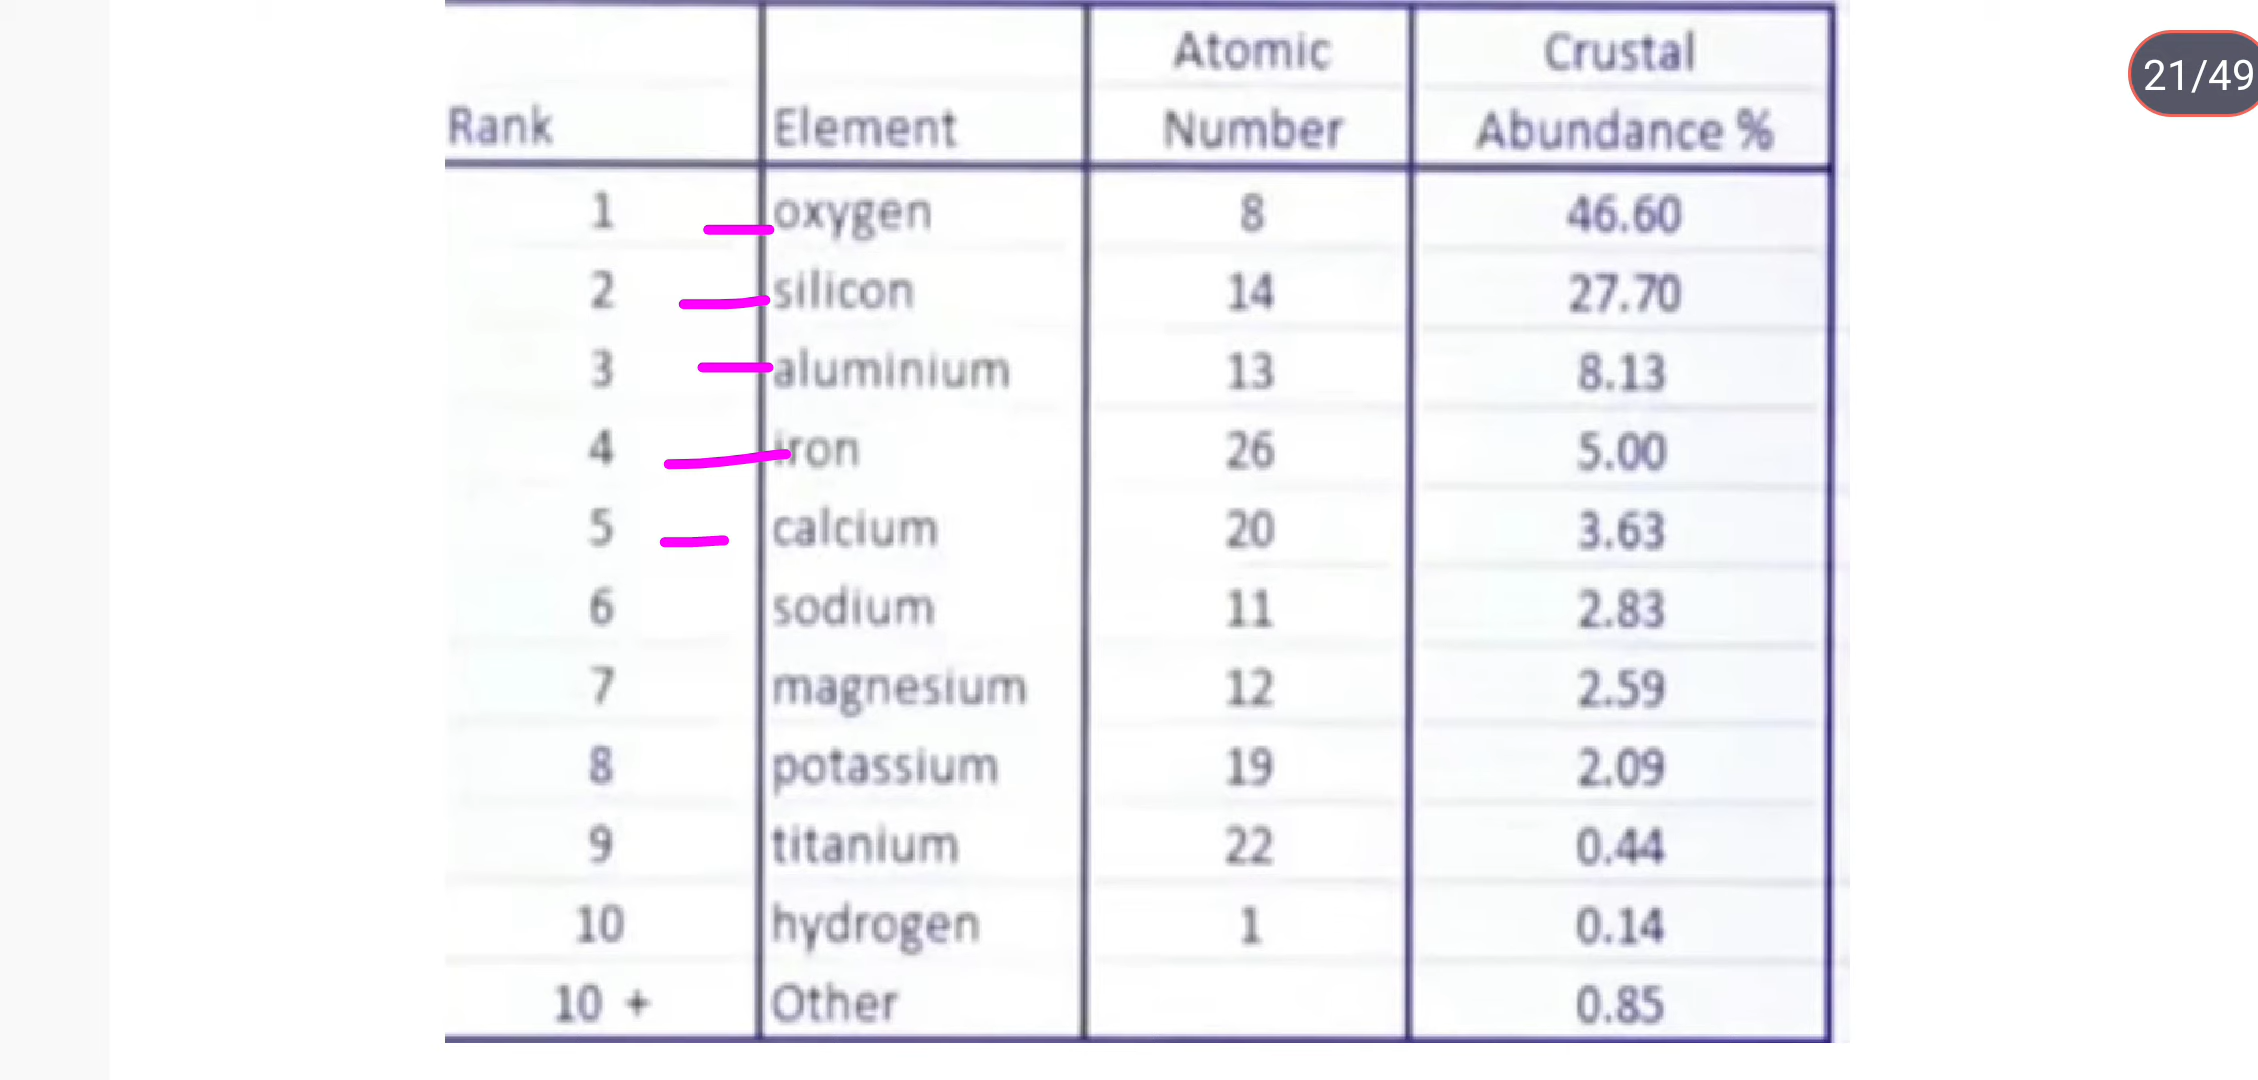 Atomic Crustal
Rank Element Number Abundance %
1 oxygen 8 46.60
2 silicon 14 27.70
3 aluminium 13 8.13
4 iron 26 5.00
5 calcium 20 3.63
6 sodium 11 2.83
7 magnesium 12 2.59
8 potassium 19 2.09
9 titanium 22 0.44
10 hydrogen 1 0.14
10 + Other 0.85
21/49